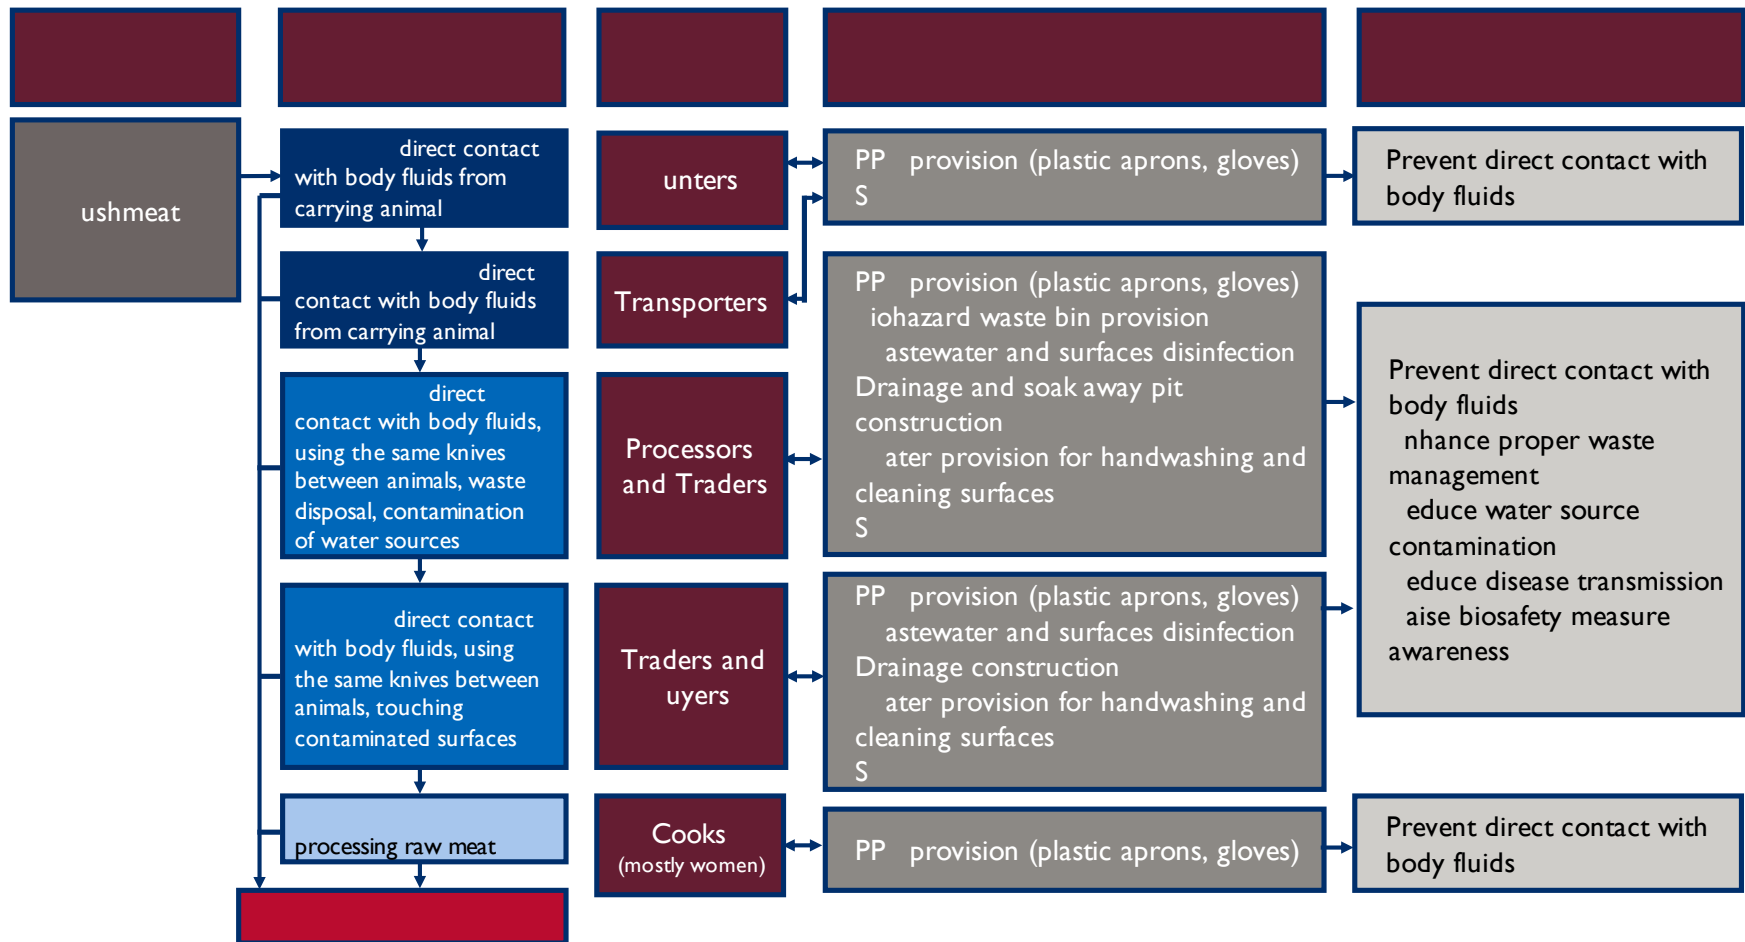 ushmeat
direct contact
with body fluids from
carrying animal
direct
contact with body fluids
from carrying animal
direct
contact with body fluids,
using the same knives
between animals, waste
disposal, contamination
of water sources
direct contact
with body fluids, using
the same knives between
animals, touching
contaminated surfaces
processing raw meat
unters
Transporters
Processors
and Traders
Traders and
uyers
Cooks
(mostly women)
PP provision (plastic aprons, gloves)
S
PP provision (plastic aprons, gloves)
iohazard waste bin provision
astewater and surfaces disinfection
Drainage and soak away pit
construction
ater provision for handwashing and
cleaning surfaces
S
PP provision (plastic aprons, gloves)
astewater and surfaces disinfection
Drainage construction
ater provision for handwashing and
cleaning surfaces
S
PP provision (plastic aprons, gloves)
Prevent direct contact with
body fluids
Prevent direct contact with
body fluids
nhance proper waste
management
educe water source
contamination
educe disease transmission
aise biosafety measure
awareness
Prevent direct contact with
body fluids